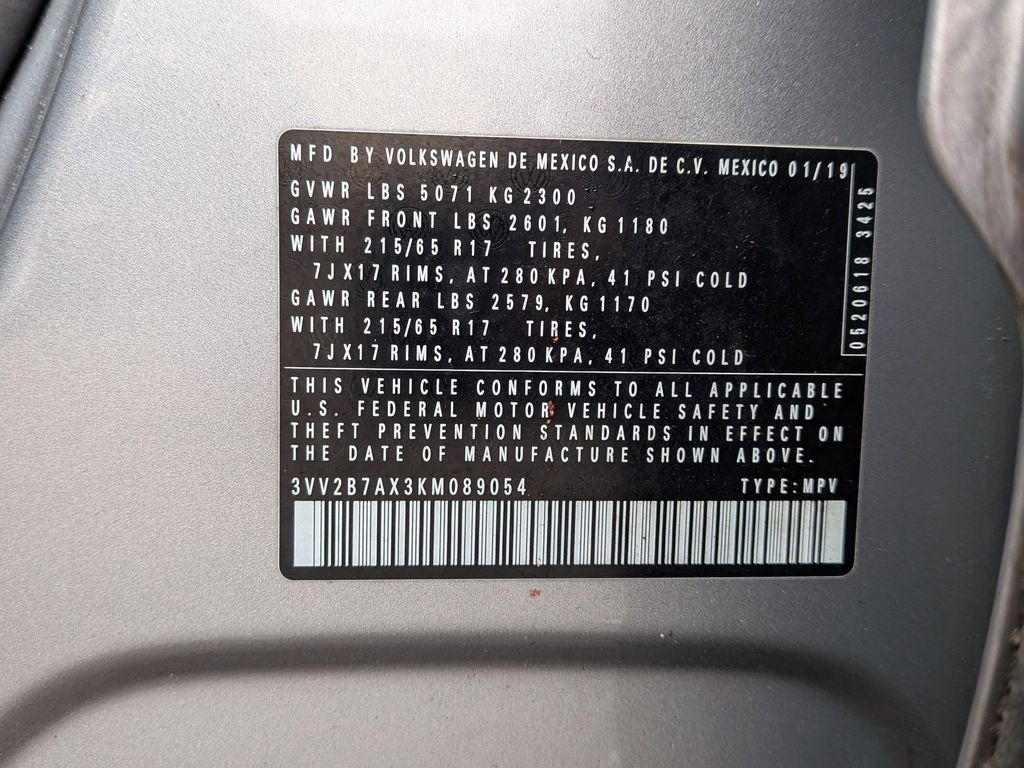 MFD BY VOLKSWAGEN DE MEXICO S.A. DE C.V. MEXICO 01/19
GVWR LBS 5071 KG 2300
GAWR FRONT LBS 2601, KG 1180
WITH 215/65 R17 TIRES,
7JX17 RIMS, AT 280 KPA, 41 PSI COLD
GAWR REAR LBS 2579, KG 1170
WITH 215/65 R17 TIRES,
7JX17 RIMS, AT 280 KPA, 41 PSI COLD
0520618 3425
THIS VEHICLE CONFORMS TO ALL APPLICABLE
U.S. FEDERAL MOTOR VEHICLE SAFETY AND
THEFT PREVENTION STANDARDS IN EFFECT ON
THE DATE OF MANUFACTURE SHOWN ABOVE.
3VV2B7AX3KM089054 TYPE: MPV